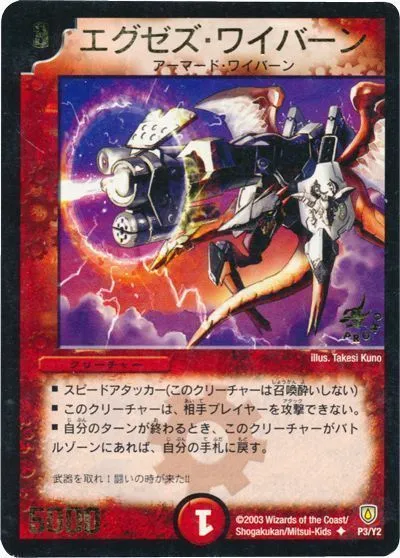 エグゼズ・ワイバーン
アーマード・ワイバーン
PROMO
illus. Takesi Kuno
クリーチャー
■ スピードアタッカー(このクリーチャーは召喚酔いしない)
■ このクリーチャーは、相手プレイヤーを攻撃できない。
■ 自分のターンが終わるとき、このクリーチャーがバト
ルゾーンにあれば、自分の手札に戻す。
武器を取れ!闘いの時が来た!!
5000
1
©2003 Wizards of the Coast/
Shogakukan/Mitsui-Kids
P3/Y2